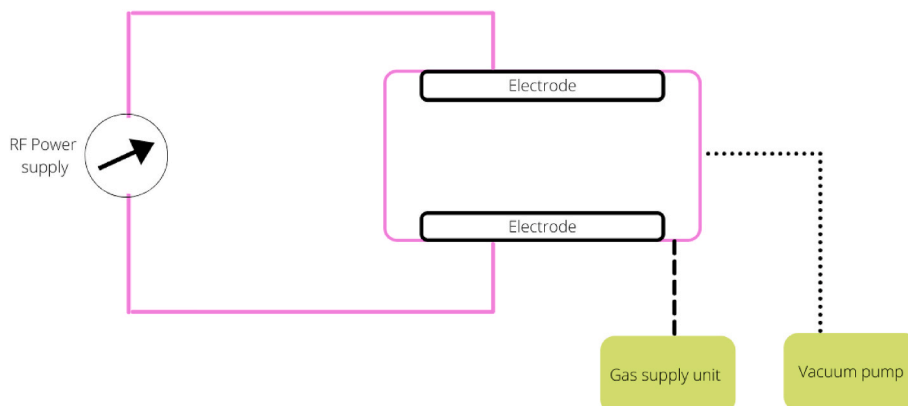 Electrode
RF Power
supply
Electrode
Gas supply unit
Vacuum pump